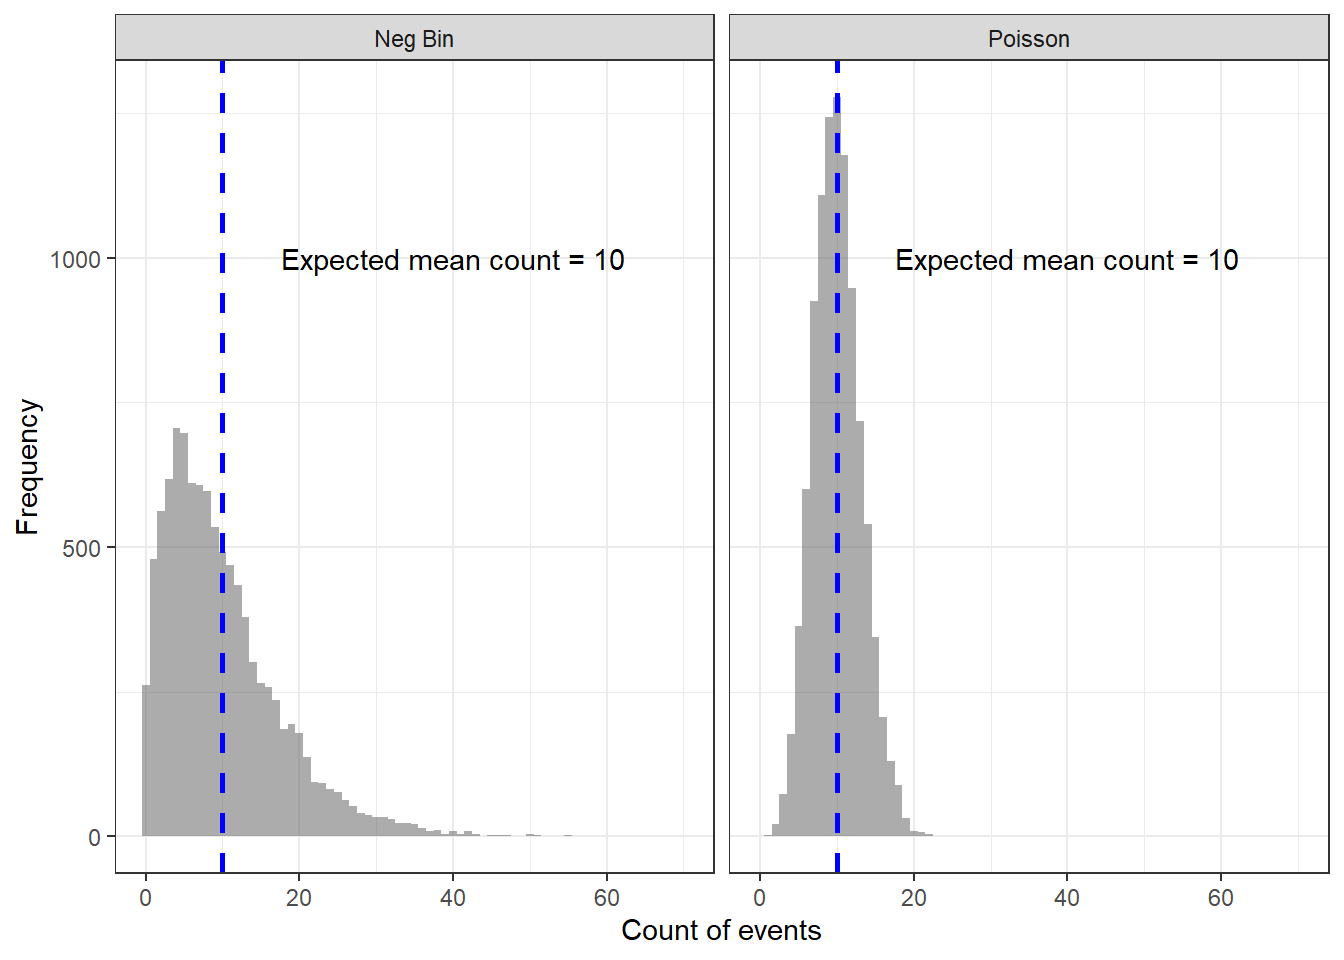 Neg Bin
Poisson
Expected mean count = 10
Expected mean count = 10
Frequency
1000
500
0
0
20
40
60
0
20
40
60
Count of events